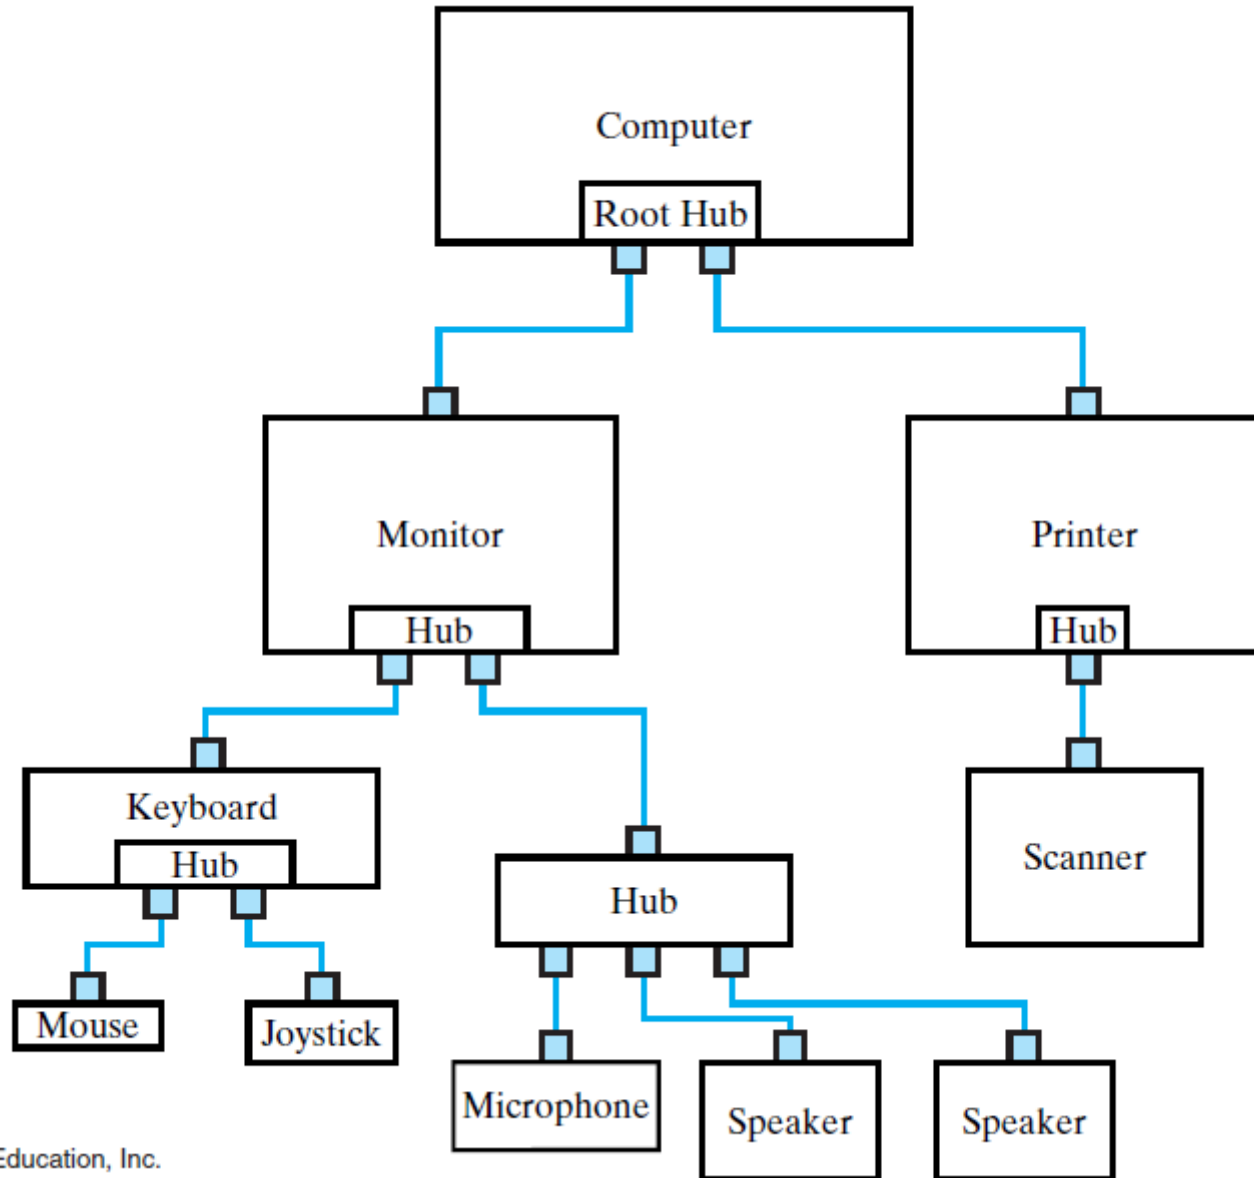 Computer
Root Hub
Monitor
Hub
Printer
Hub
Keyboard
Hub
Hub
Scanner
Mouse
Joystick
Microphone
Speaker
Speaker
Education, Inc.